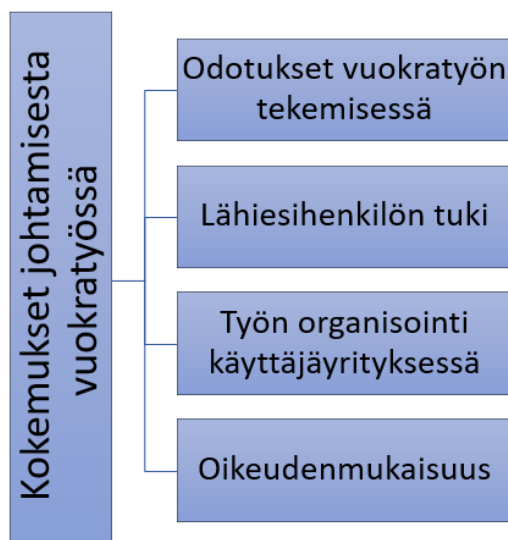 Kokemukset johtamisesta
vuokratyössä
Odotukset vuokratyön
tekemisessä
Lähiesihenkilön tuki
Työn organisointi
käyttäjäyrityksessä
Oikeudenmukaisuus